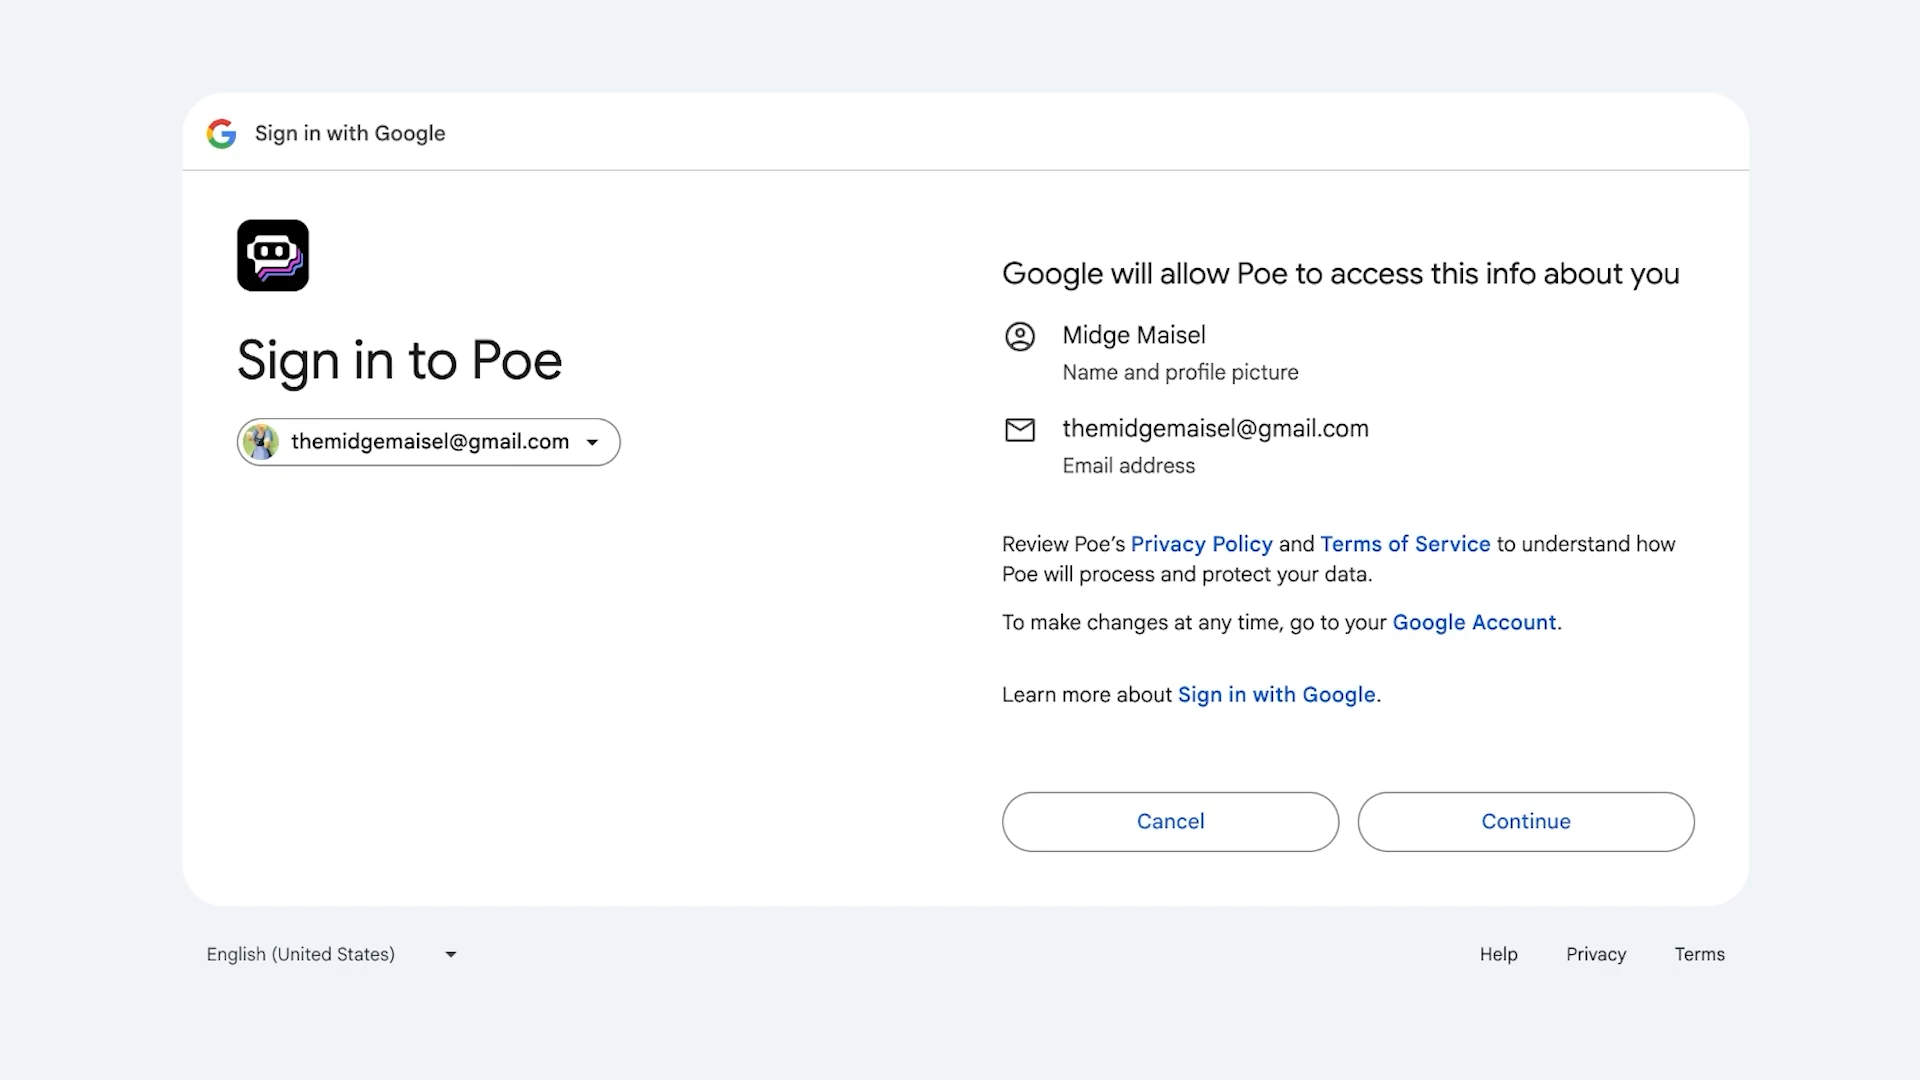 Sign in with Google
Sign in to Poe
themidgemaisel@gmail.com
Google will allow Poe to access this info about you
Midge Maisel
Name and profile picture
themidgemaisel@gmail.com
Email address
Review Poe’s Privacy Policy and Terms of Service to understand how
Poe will process and protect your data.
To make changes at any time, go to your Google Account.
Learn more about Sign in with Google.
Cancel
Continue
English (United States)
Help
Privacy
Terms